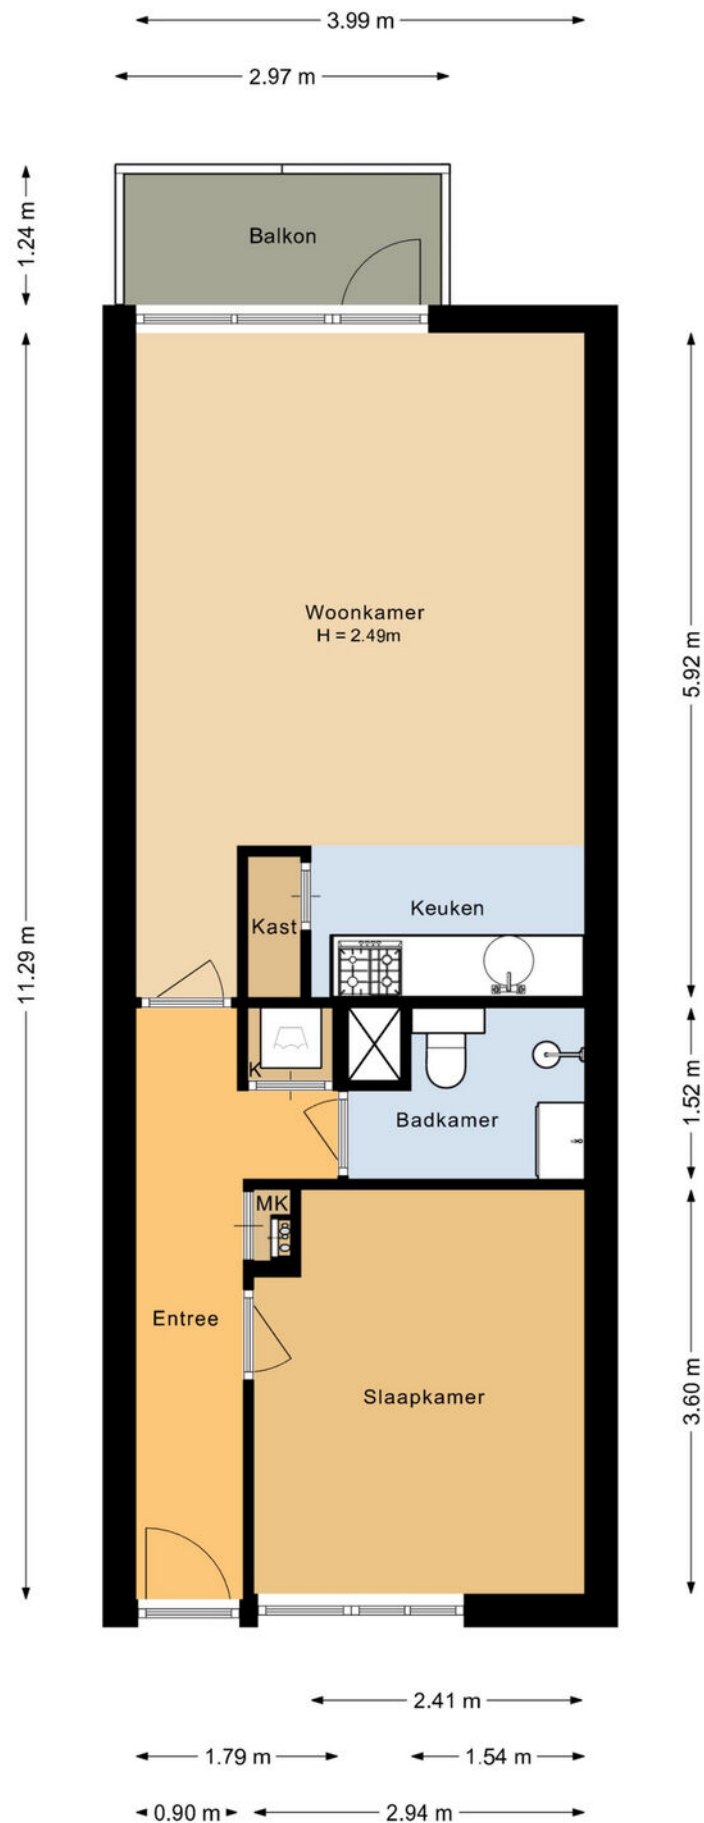 3.99 m
2.97 m
1.24 m
Balkon
Woonkamer
H = 2.49m
5.92 m
Keuken
Kast
11.29 m
K
Badkamer
1.52 m
MK
Entree
Slaapkamer
3.60 m
2.41 m
1.79 m
1.54 m
0.90 m
2.94 m